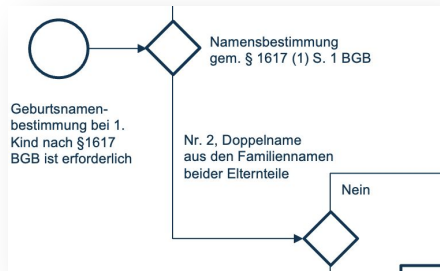 Namensbestimmung
gem. § 1617 (1) S. 1 BGB
Geburtsnamen-
bestimmung bei 1.
Kind nach §1617
BGB ist erforderlich
Nr. 2, Doppelname
aus den Familiennamen
beider Elternteile
Nein